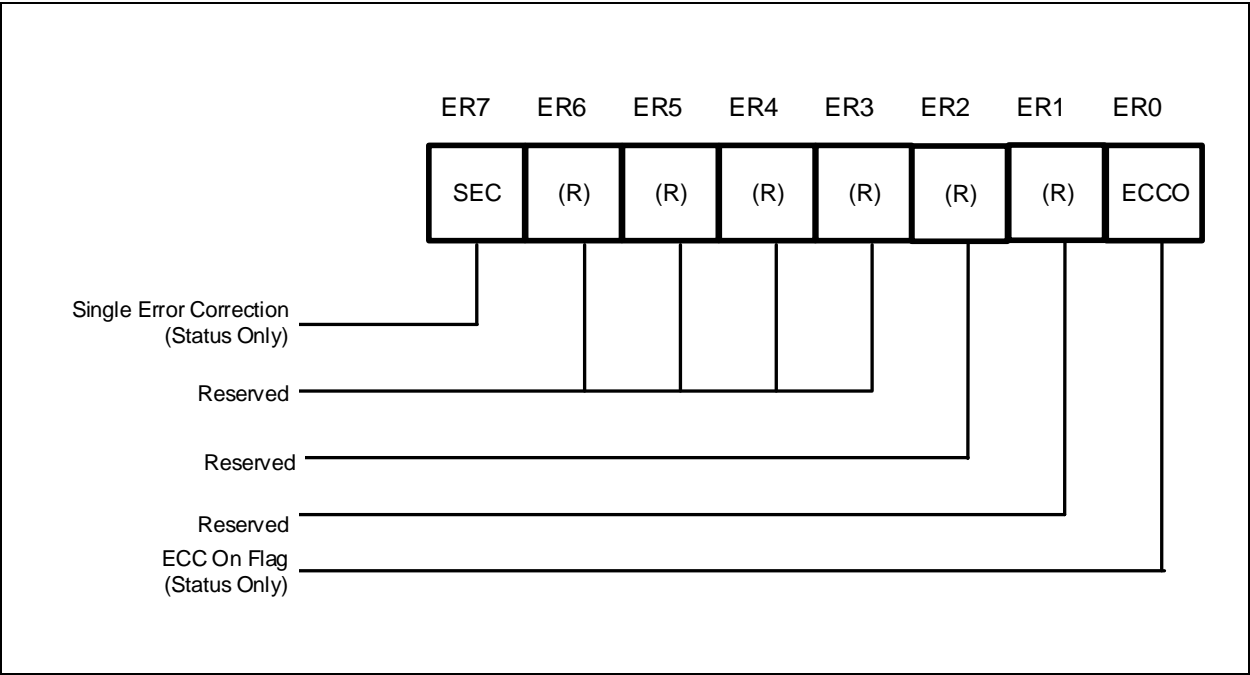 ER7 ER6 ER5 ER4 ER3 ER2 ER1 ER0
SEC (R) (R) (R) (R) (R) (R) ECCO
Single Error Correction
(Status Only)
Reserved
Reserved
Reserved
ECC On Flag
(Status Only)